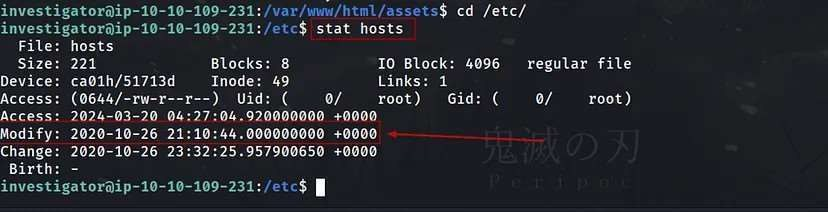 investigator@ip-10-10-109-231:/var/www/html/assets$ cd /etc/
investigator@ip-10-10-109-231:/etc$ stat hosts
  File: hosts
  Size: 221             Blocks: 8          IO Block: 4096   regular file
Device: ca01h/51713d    Inode: 49          Links: 1
Access: (0644/-rw-r--r--)  Uid: (    0/    root)   Gid: (    0/    root)
Access: 2024-03-20 04:27:04.920000000 +0000
Modify: 2020-10-26 21:10:44.000000000 +0000
Change: 2020-10-26 23:32:25.957900650 +0000
 Birth: -
investigator@ip-10-10-109-231:/etc$
鬼滅の刃